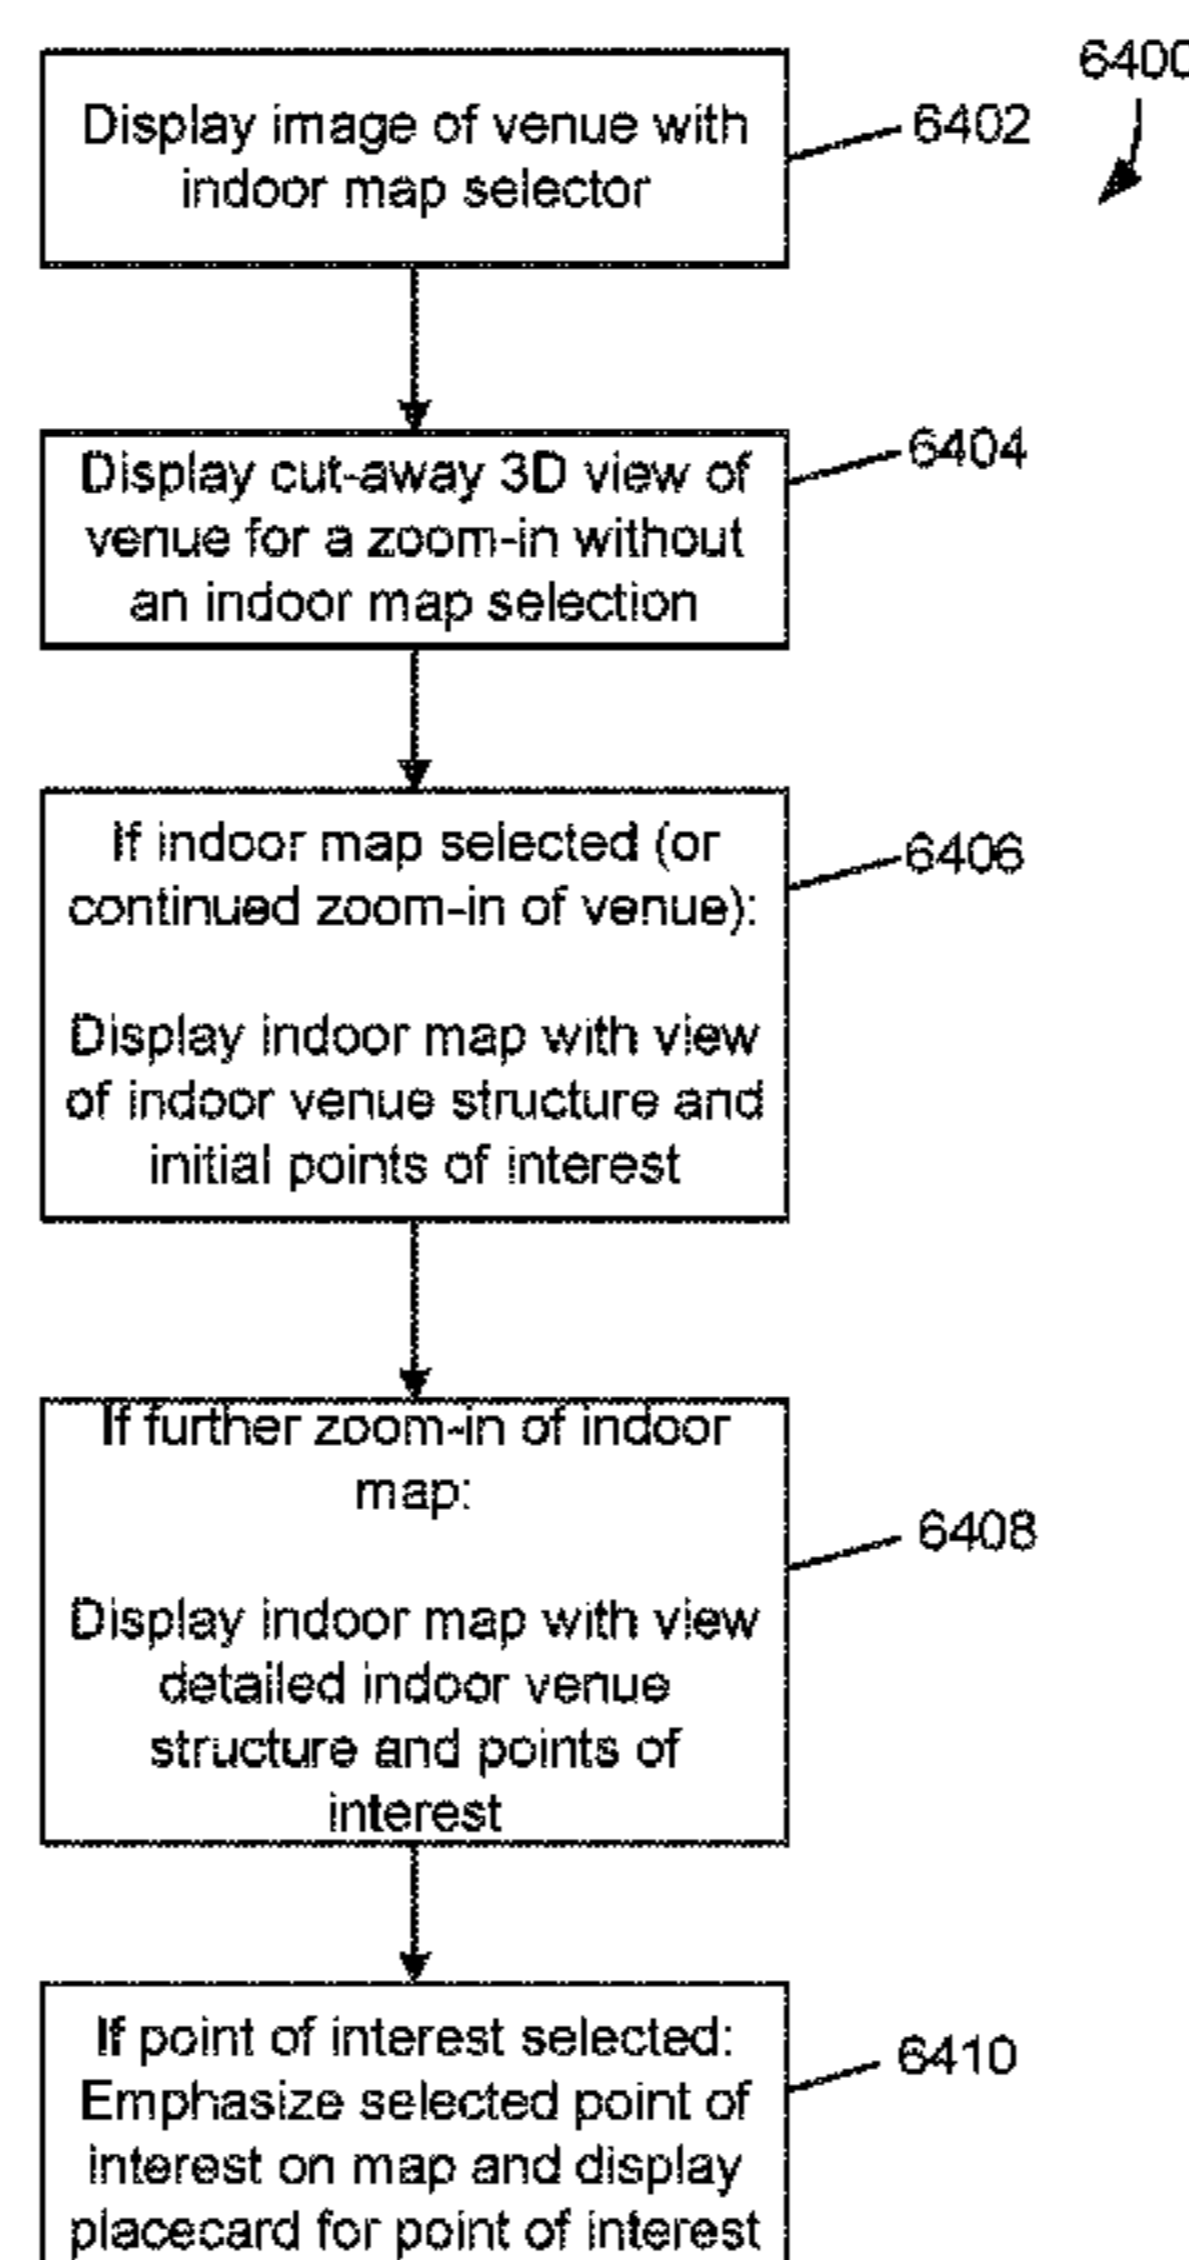 6400
Display image of venue with
indoor map selector
6402
Display cut-away 3D view of
venue for a zoom-in without
an indoor map selection
6404
If indoor map selected (or
continued zoom-in of venue):
Display indoor map with view
of indoor venue structure and
initial points of interest
6406
If further zoom-in of indoor
map:
Display indoor map with view
detailed indoor venue
structure and points of
interest
6408
If point of interest selected:
Emphasize selected point of
interest on map and display
placecard for point of interest
6410